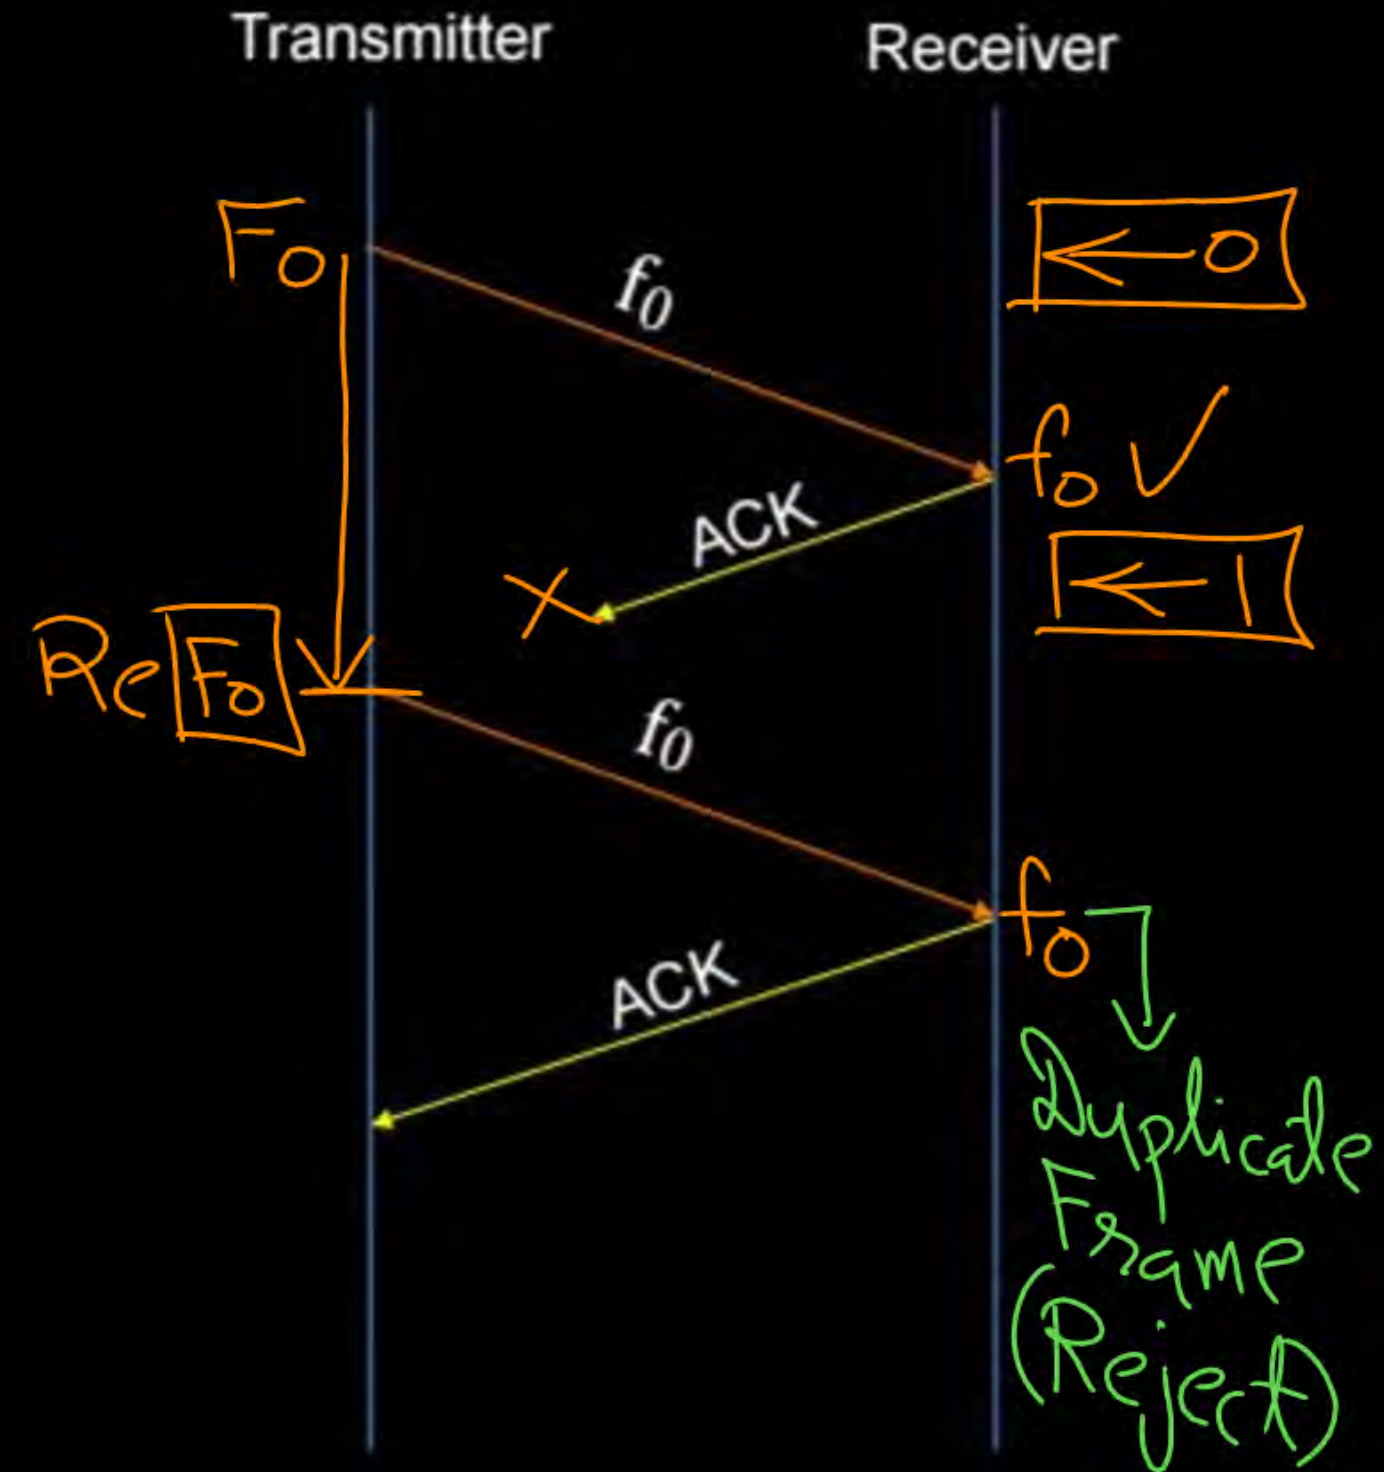 Transmitter
Receiver
F0
f0
←0
f0 ✓
ACK
X
←1
Re F0
f0
f0
ACK
Duplicate
Frame
(Reject)